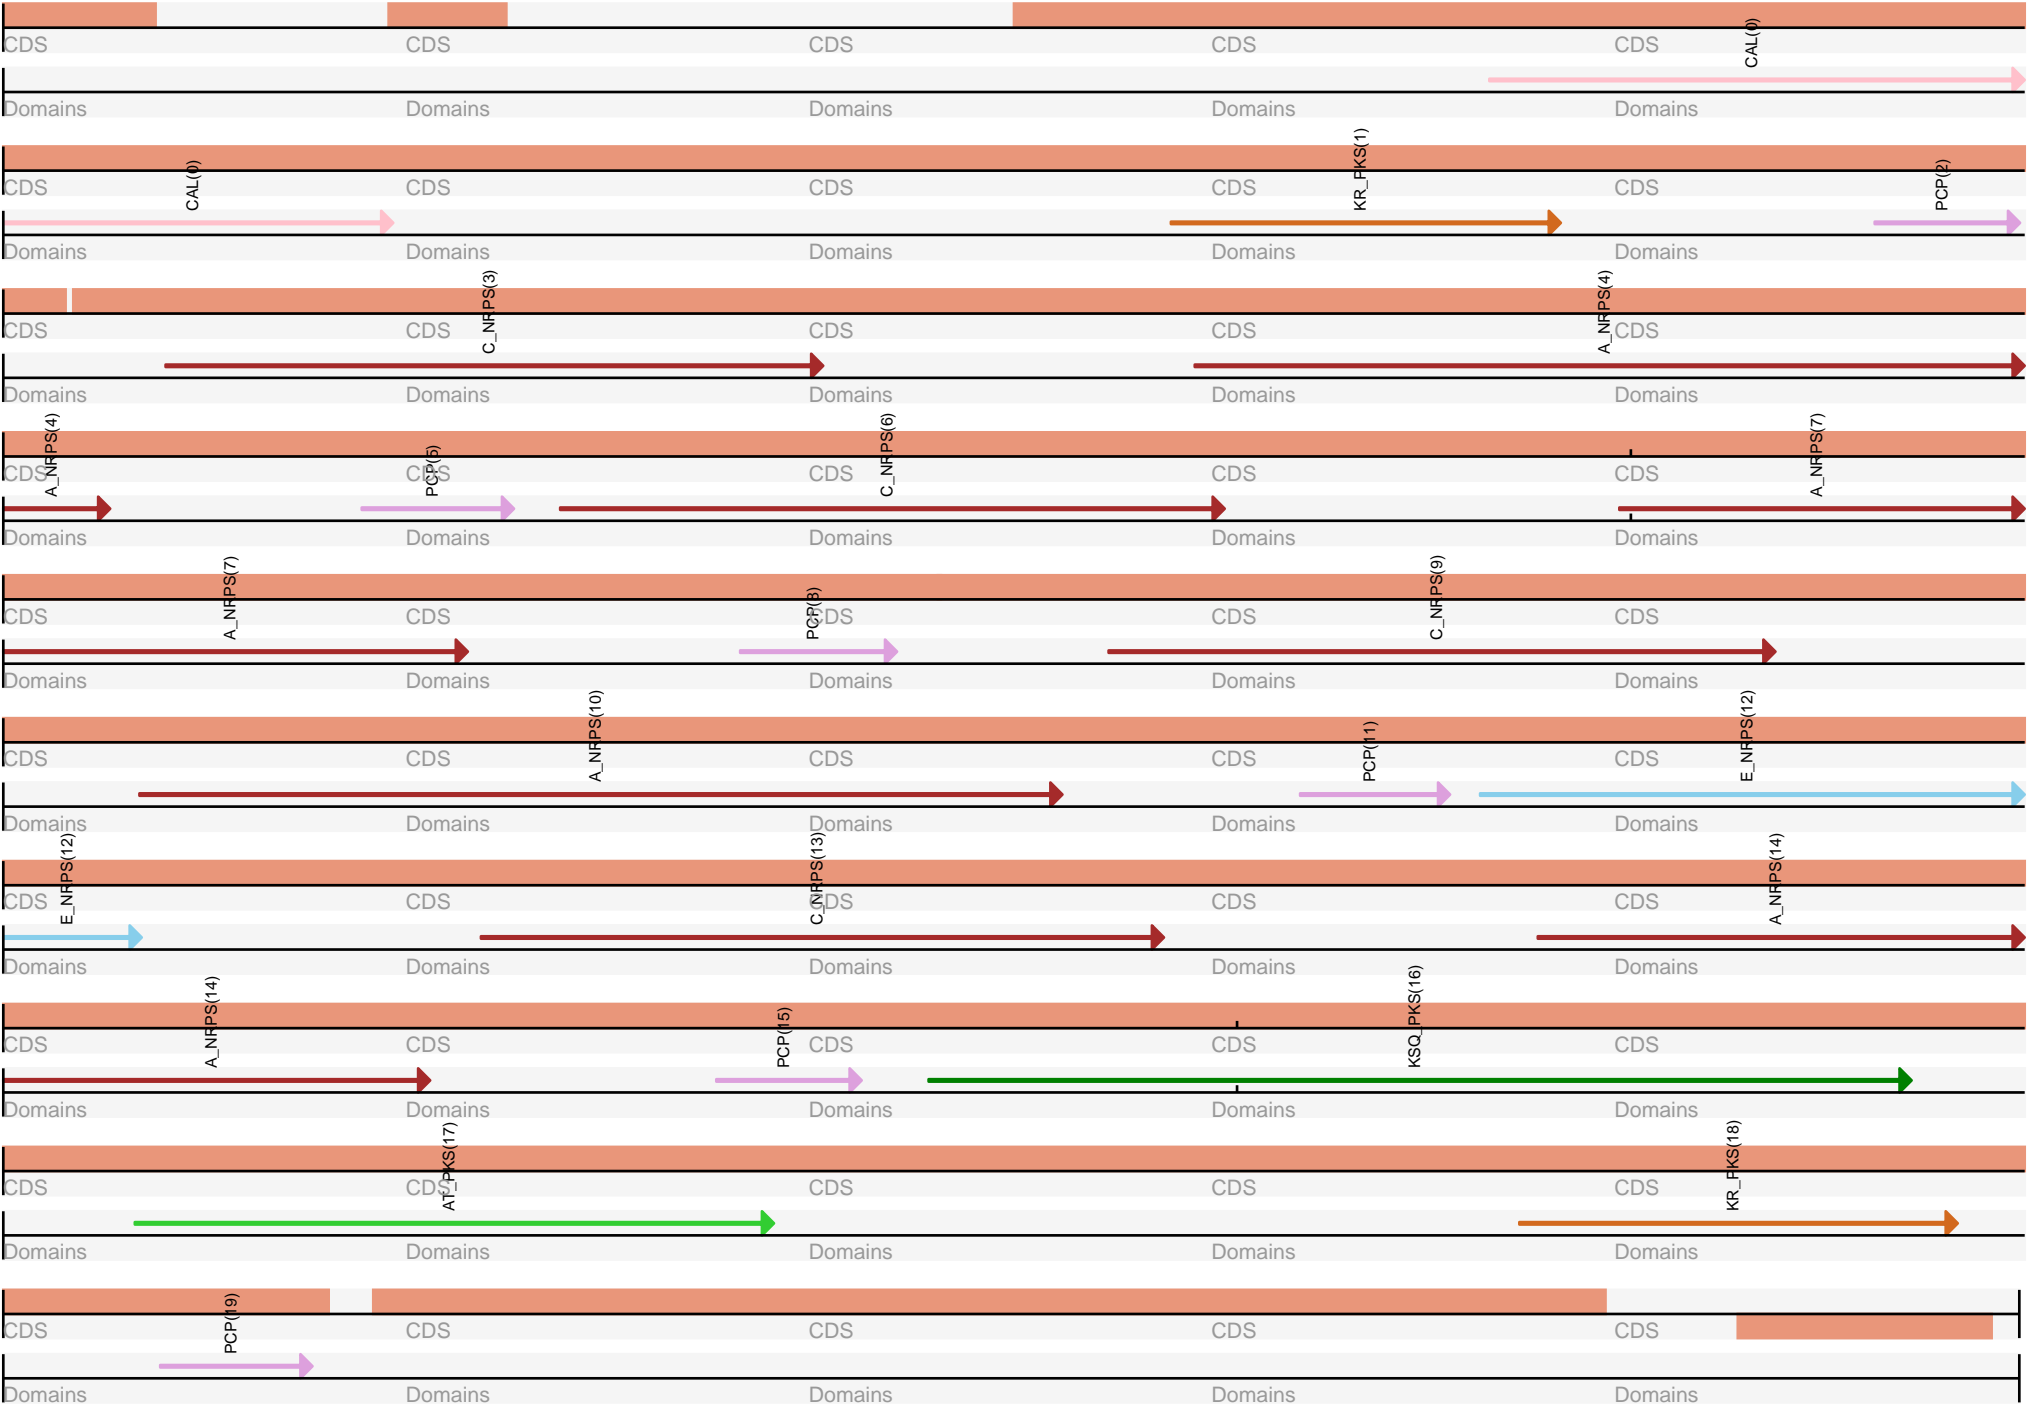 CDS CDS CDS CDS CDS
CAL(0)
Domains Domains Domains Domains Domains
CDS CDS CDS CDS CDS
CAL(0) KR_PKS(1) PCP(2)
Domains Domains Domains Domains Domains
CDS CDS CDS CDS CDS
C_NRPS(3) A_NRPS(4)
Domains Domains Domains Domains Domains
CDS CDS CDS CDS CDS
A_NRPS(4) PCP(5) C_NRPS(6) A_NRPS(7)
Domains Domains Domains Domains Domains
CDS CDS CDS CDS CDS
A_NRPS(7) PCP(8) C_NRPS(9)
Domains Domains Domains Domains Domains
CDS CDS CDS CDS CDS
A_NRPS(10) PCP(11) E_NRPS(12)
Domains Domains Domains Domains Domains
CDS CDS CDS CDS CDS
E_NRPS(12) C_NRPS(13) A_NRPS(14)
Domains Domains Domains Domains Domains
CDS CDS CDS CDS CDS
A_NRPS(14) PCP(15) KSQ_PKS(16)
Domains Domains Domains Domains Domains
CDS CDS CDS CDS CDS
AT_PKS(17) KR_PKS(18)
Domains Domains Domains Domains Domains
CDS CDS CDS CDS CDS
PCP(19)
Domains Domains Domains Domains Domains